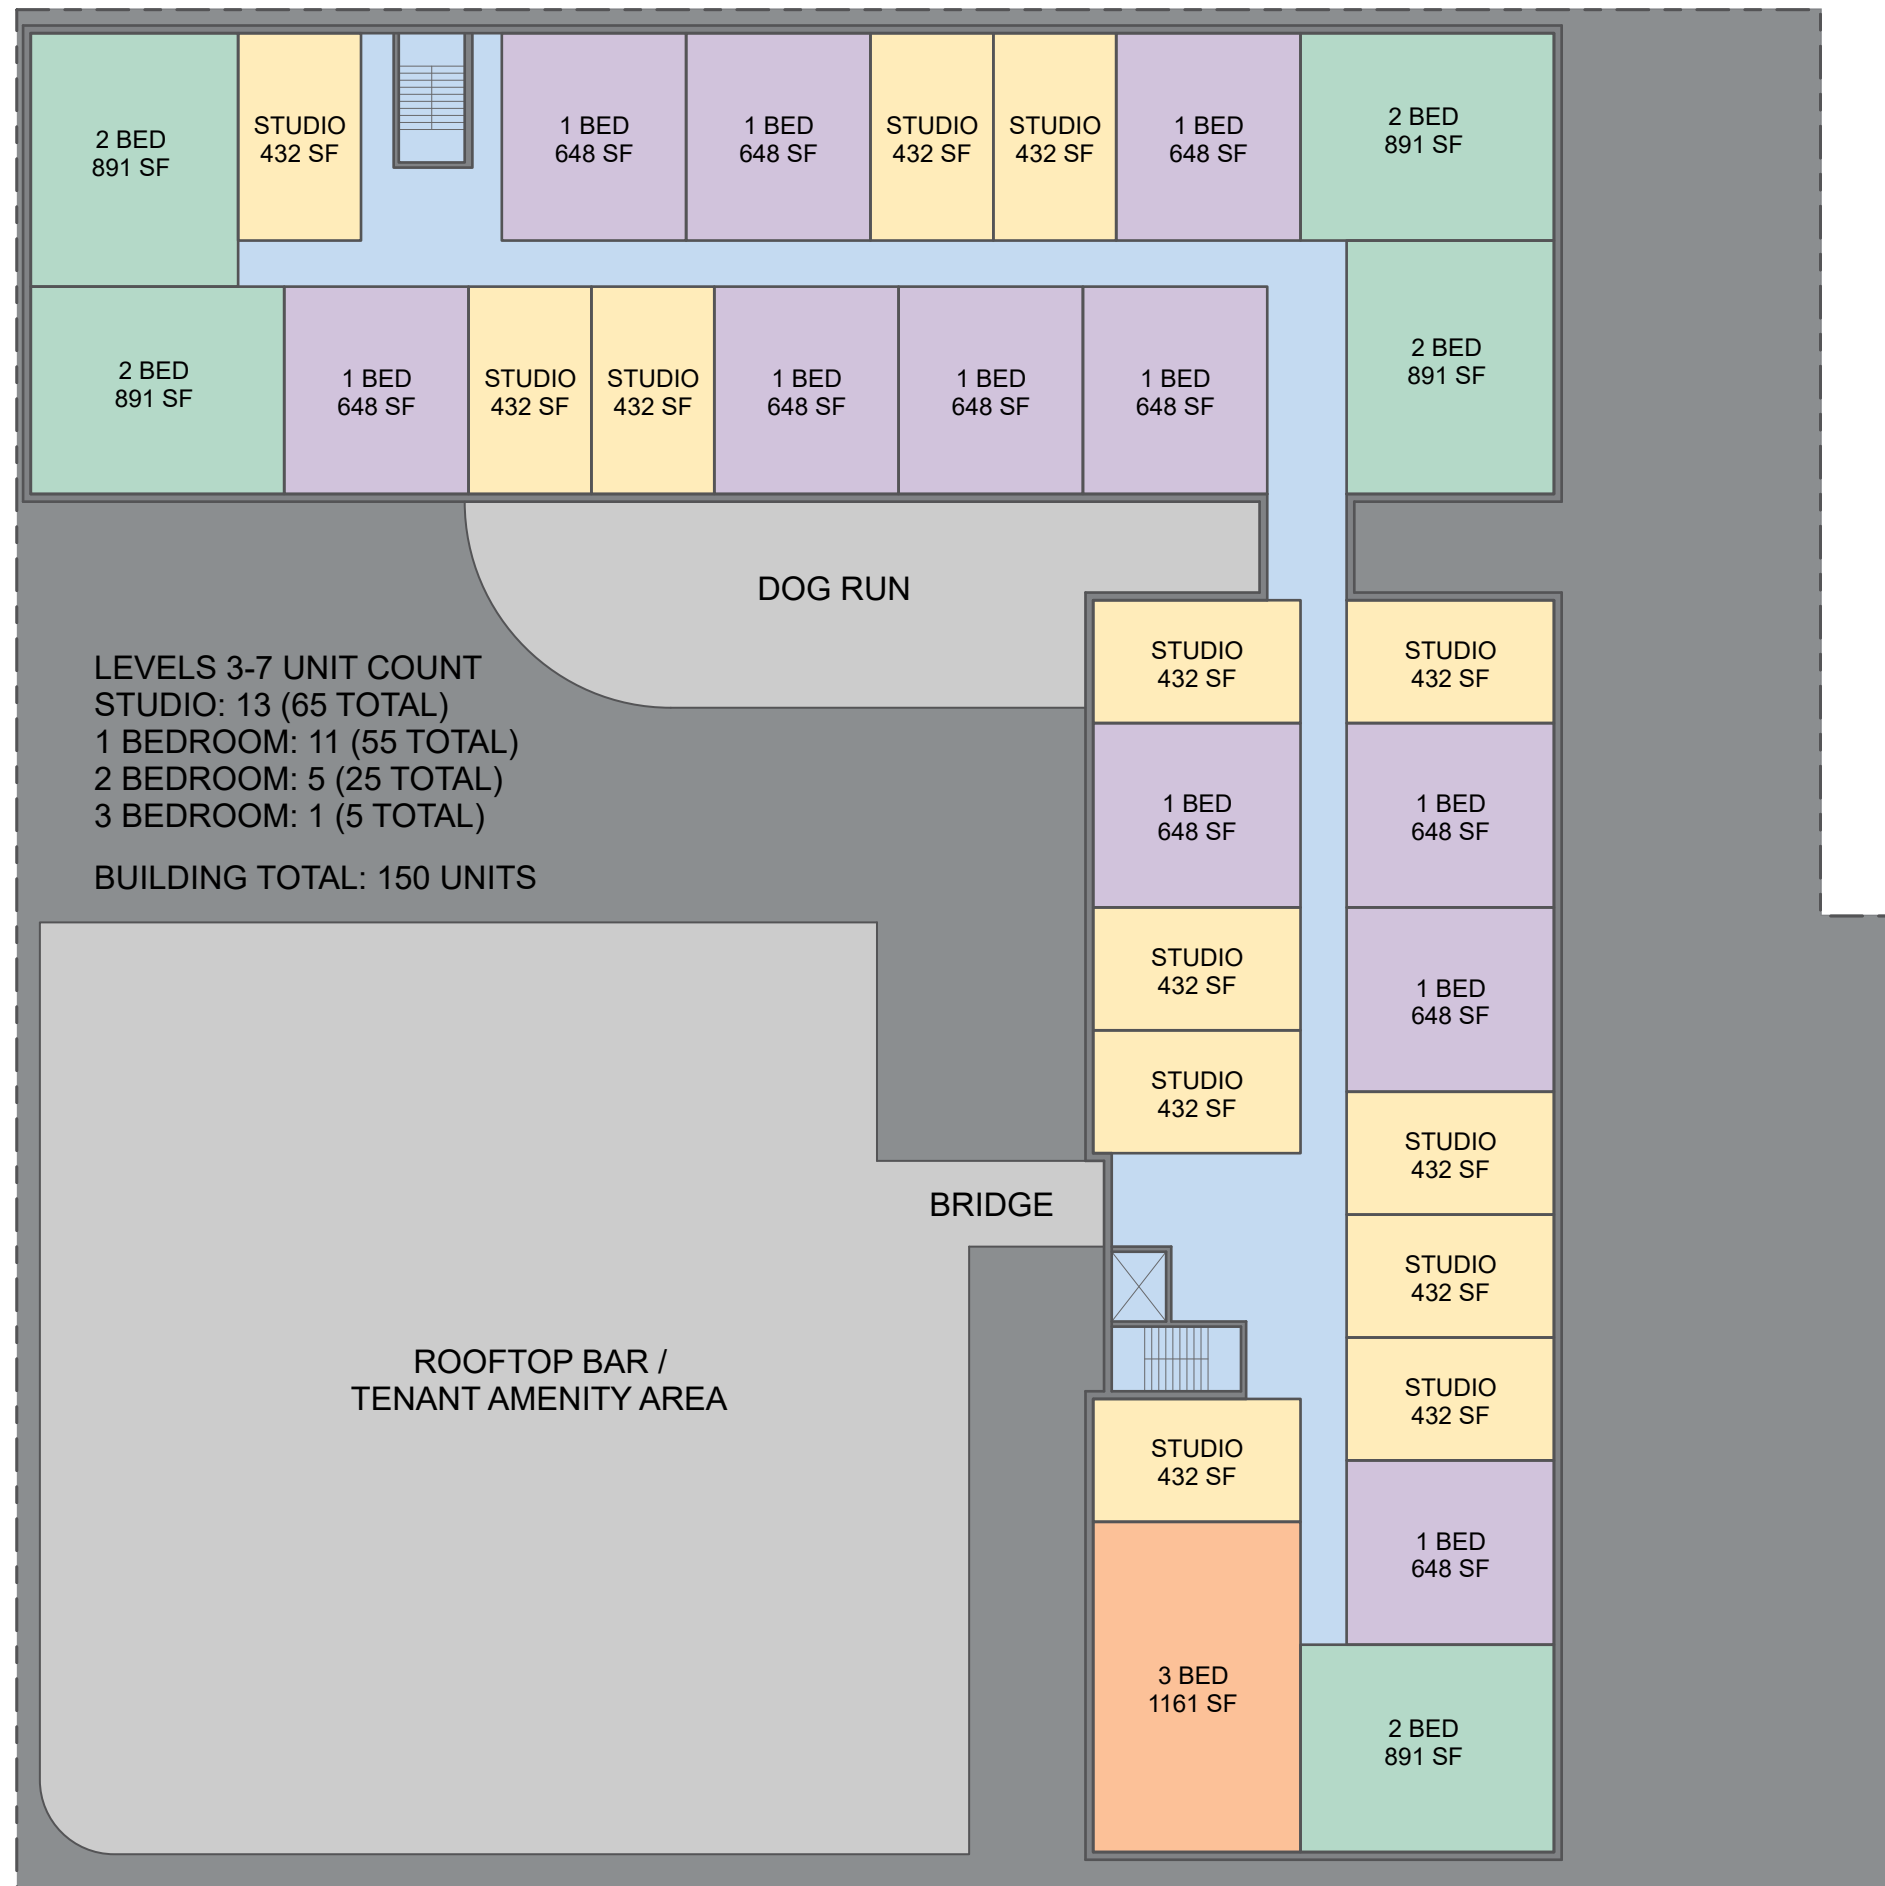 2 BED
891 SF
STUDIO
432 SF
1 BED
648 SF
1 BED
648 SF
STUDIO
432 SF
STUDIO
432 SF
1 BED
648 SF
2 BED
891 SF
2 BED
891 SF
1 BED
648 SF
STUDIO
432 SF
STUDIO
432 SF
1 BED
648 SF
1 BED
648 SF
1 BED
648 SF
2 BED
891 SF
DOG RUN
LEVELS 3-7 UNIT COUNT
STUDIO: 13 (65 TOTAL)
1 BEDROOM: 11 (55 TOTAL)
2 BEDROOM: 5 (25 TOTAL)
3 BEDROOM: 1 (5 TOTAL)
BUILDING TOTAL: 150 UNITS
STUDIO
432 SF
STUDIO
432 SF
1 BED
648 SF
1 BED
648 SF
STUDIO
432 SF
1 BED
648 SF
STUDIO
432 SF
STUDIO
432 SF
BRIDGE
STUDIO
432 SF
ROOFTOP BAR /
TENANT AMENITY AREA
STUDIO
432 SF
STUDIO
432 SF
1 BED
648 SF
3 BED
1161 SF
2 BED
891 SF